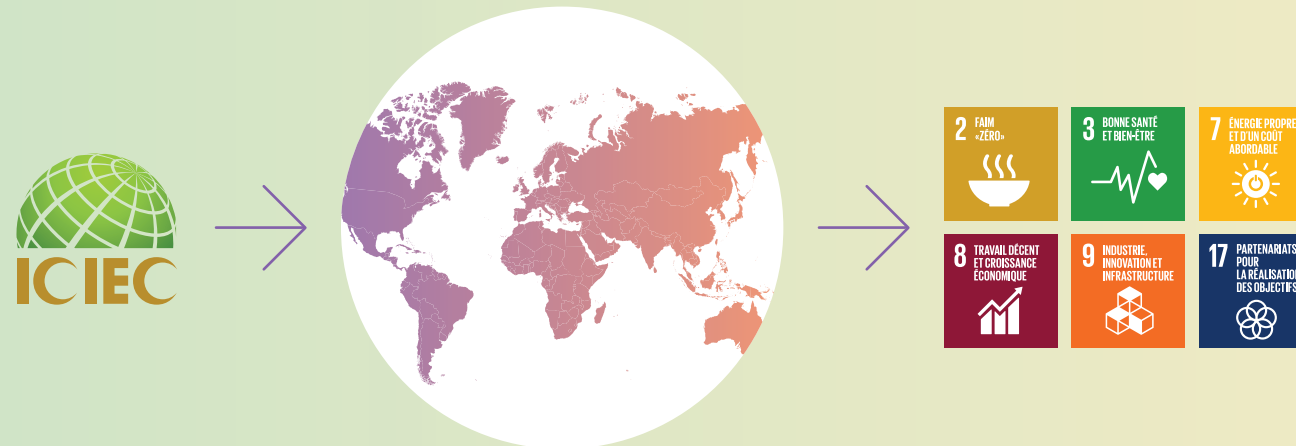 ICIEC
2 FAIM
«ZÉRO»
3 BONNE SANTÉ
ET BIEN-ÊTRE
7 ÉNERGIE PROPRE
ET D'UN COÛT
ABORDABLE
8 TRAVAIL DÉCENT
ET CROISSANCE
ÉCONOMIQUE
9 INDUSTRIE,
INNOVATION ET
INFRASTRUCTURE
17 PARTENARIATS
POUR
LA RÉALISATION
DES OBJECTIFS